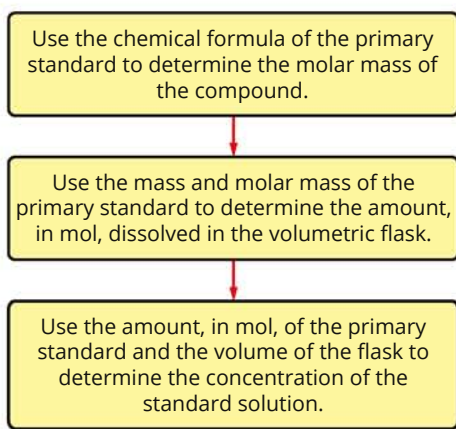 Use the chemical formula of the primary
standard to determine the molar mass of
the compound.
Use the mass and molar mass of the
primary standard to determine the amount,
in mol, dissolved in the volumetric flask.
Use the amount, in mol, of the primary
standard and the volume of the flask to
determine the concentration of the
standard solution.